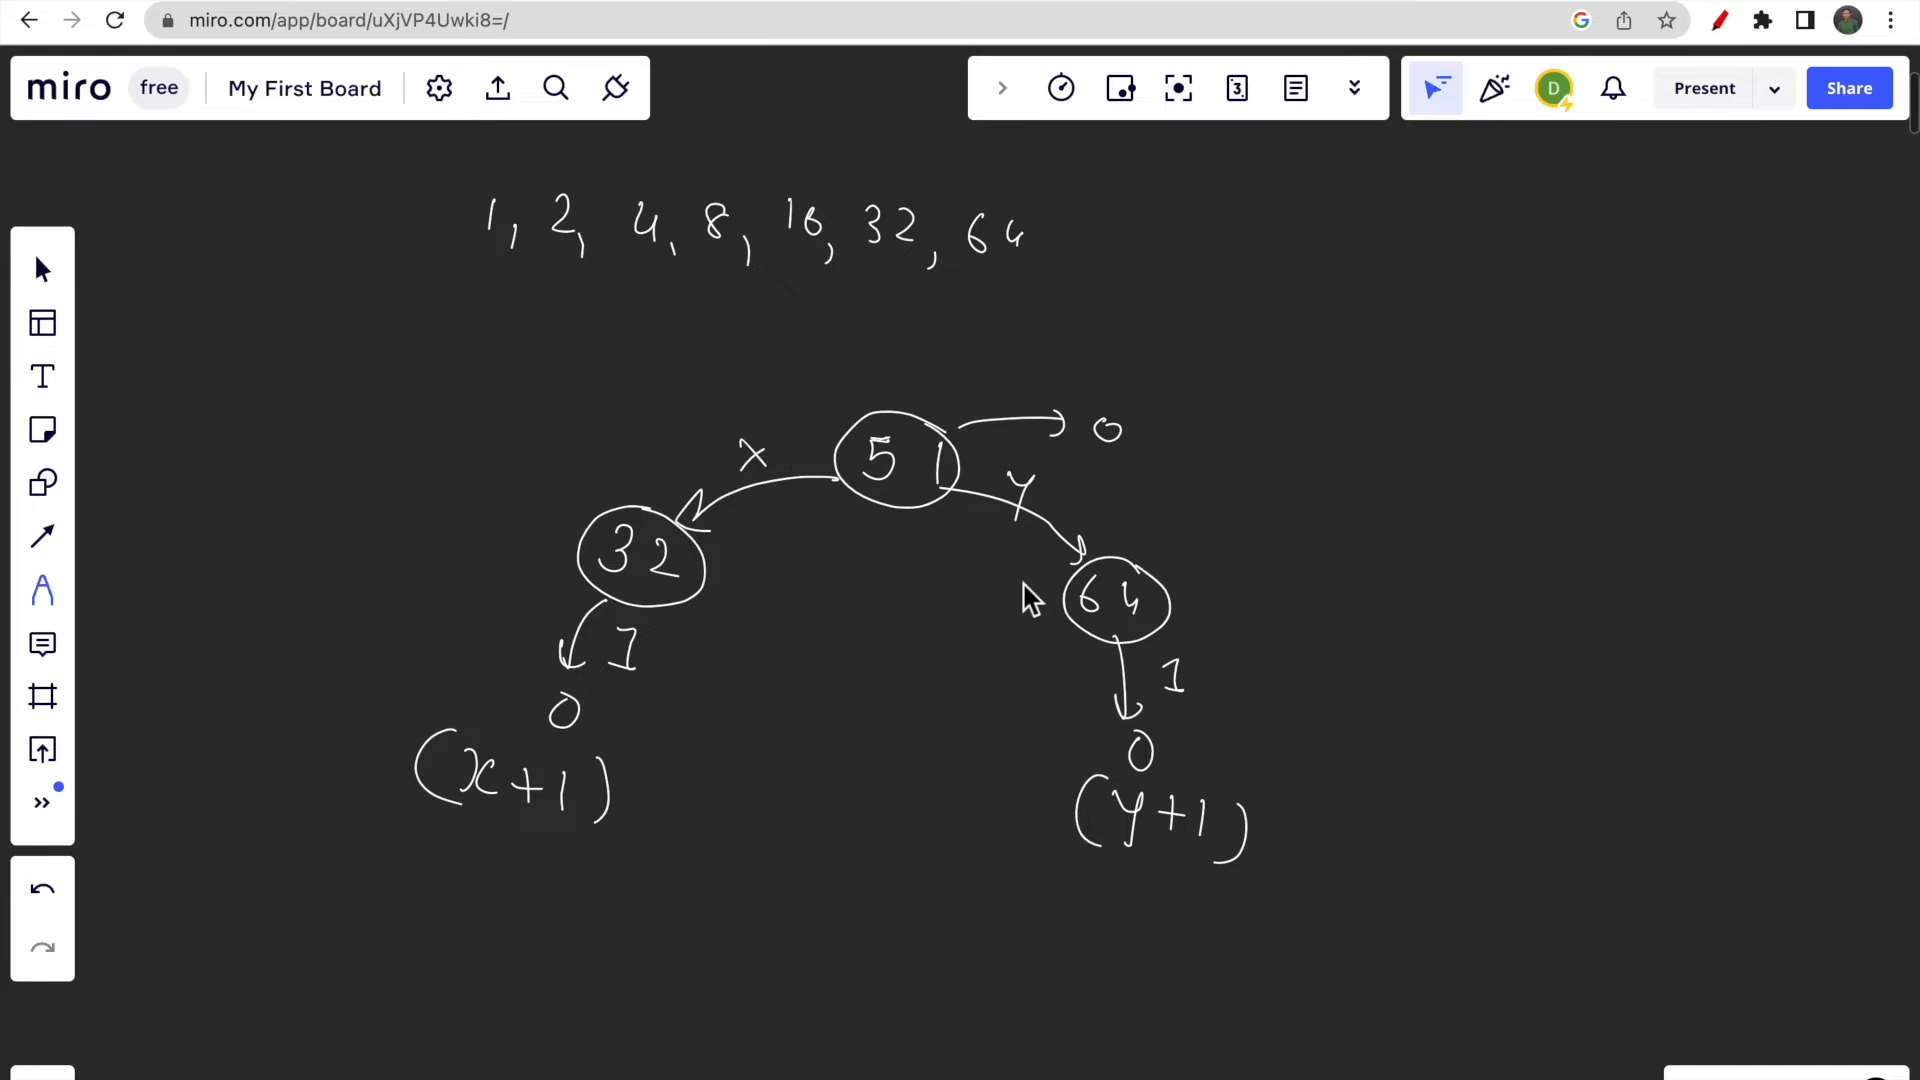 miro.com/app/board/uXjVP4Uwki8=/
miro free My First Board
3 D Present Share
1, 2, 4, 8, 16, 32, 64
51 → 0
x
y
32
64
1
1
0
0
(x+1)
(y+1)